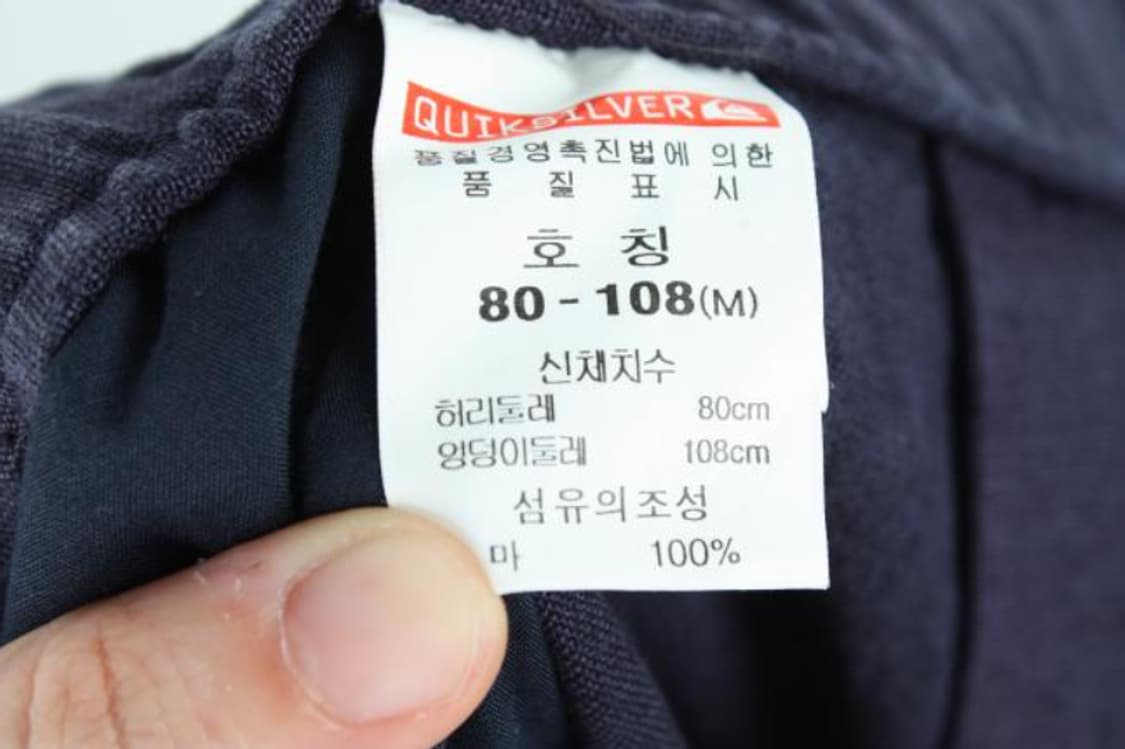 QUIKSILVER
품질경영촉진법에 의한
품 질 표 시
호 칭
80 - 108(M)
신체치수
허리둘레 80cm
엉덩이둘레 108cm
섬유의조성
마 100%